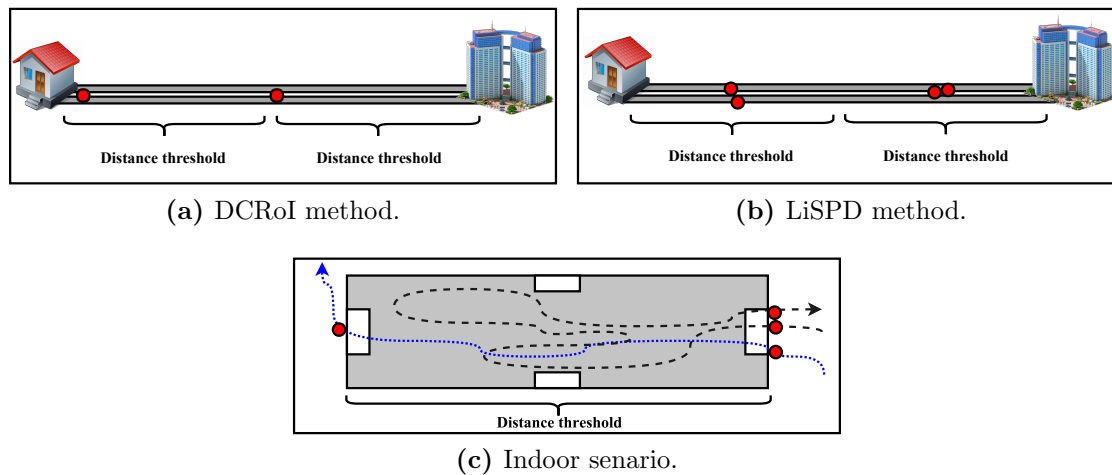 Distance threshold
Distance threshold
(a) DCRoI method.
Distance threshold
Distance threshold
(b) LiSPD method.
Distance threshold
(c) Indoor senario.